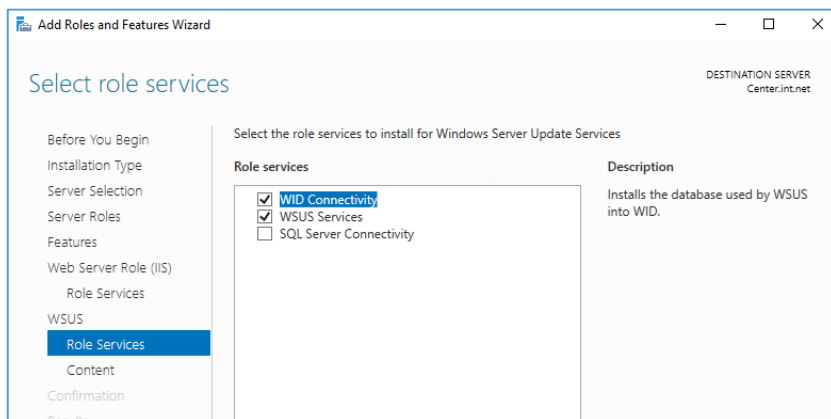 Add Roles and Features Wizard
Select role services
DESTINATION SERVER
Center.int.net
Before You Begin
Installation Type
Server Selection
Server Roles
Features
Web Server Role (IIS)
Role Services
WSUS
Role Services
Content
Confirmation
Select the role services to install for Windows Server Update Services
Role services
WID Connectivity
WSUS Services
SQL Server Connectivity
Description
Installs the database used by WSUS
into WID.